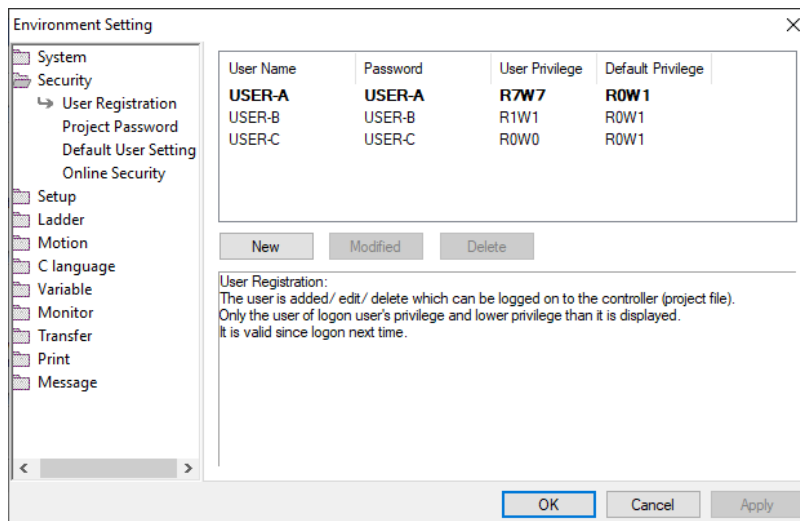 Environment Setting
System
Security
User Registration
Project Password
Default User Setting
Online Security
Setup
Ladder
Motion
C language
Variable
Monitor
Transfer
Print
Message
User Name Password User Privilege Default Privilege
USER-A USER-A R7W7 R0W1
USER-B USER-B R1W1 R0W1
USER-C USER-C R0W0 R0W1
New Modified Delete
User Registration:
The user is added/ edit/ delete which can be logged on to the controller (project file).
Only the user of logon user's privilege and lower privilege than it is displayed.
It is valid since logon next time.
OK Cancel Apply